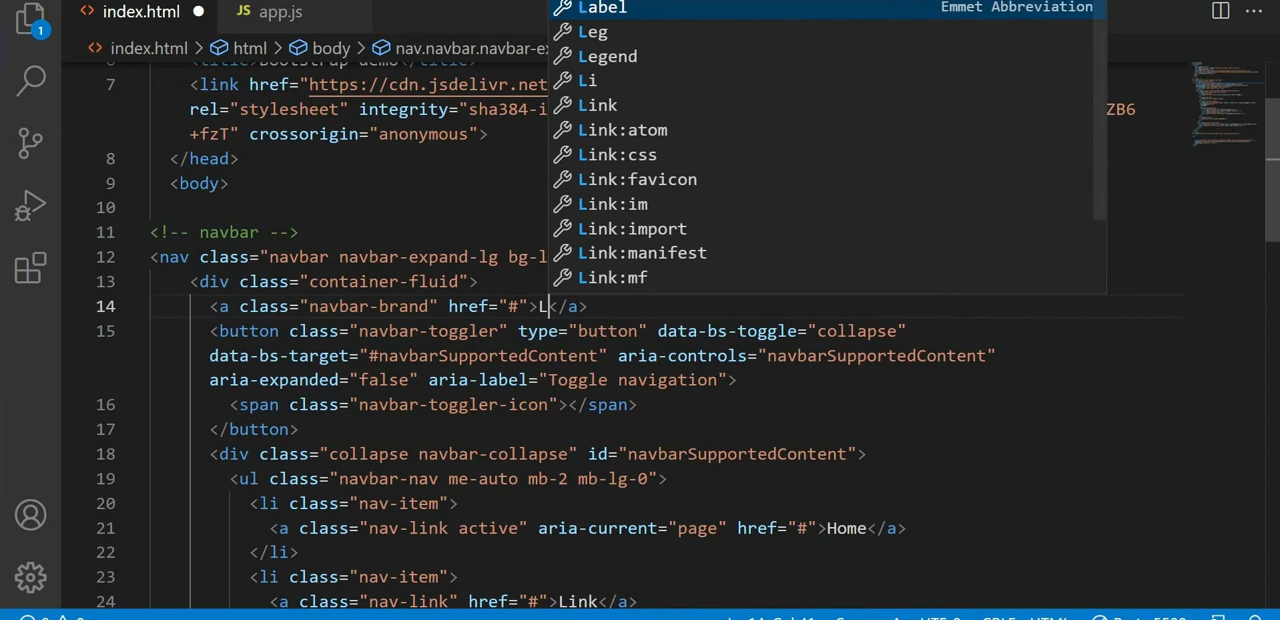 index.html
JS app.js
1
index.html > html > body > nav.navbar.navbar-ex
<title>Bootstrap demo</title>
7 <link href="https://cdn.jsdelivr.net
rel="stylesheet" integrity="sha384-i ZB6
+fzT" crossorigin="anonymous">
8 </head>
9 <body>
10
11 <!-- navbar -->
12 <nav class="navbar navbar-expand-lg bg-l
13 <div class="container-fluid">
14 <a class="navbar-brand" href="#">L</a>
15 <button class="navbar-toggler" type="button" data-bs-toggle="collapse"
data-bs-target="#navbarSupportedContent" aria-controls="navbarSupportedContent"
aria-expanded="false" aria-label="Toggle navigation">
16 <span class="navbar-toggler-icon"></span>
17 </button>
18 <div class="collapse navbar-collapse" id="navbarSupportedContent">
19 <ul class="navbar-nav me-auto mb-2 mb-lg-0">
20 <li class="nav-item">
21 <a class="nav-link active" aria-current="page" href="#">Home</a>
22 </li>
23 <li class="nav-item">
24 <a class="nav-link" href="#">Link</a>
Label Emmet Abbreviation
Leg
Legend
Li
Link
Link:atom
Link:css
Link:favicon
Link:im
Link:import
Link:manifest
Link:mf